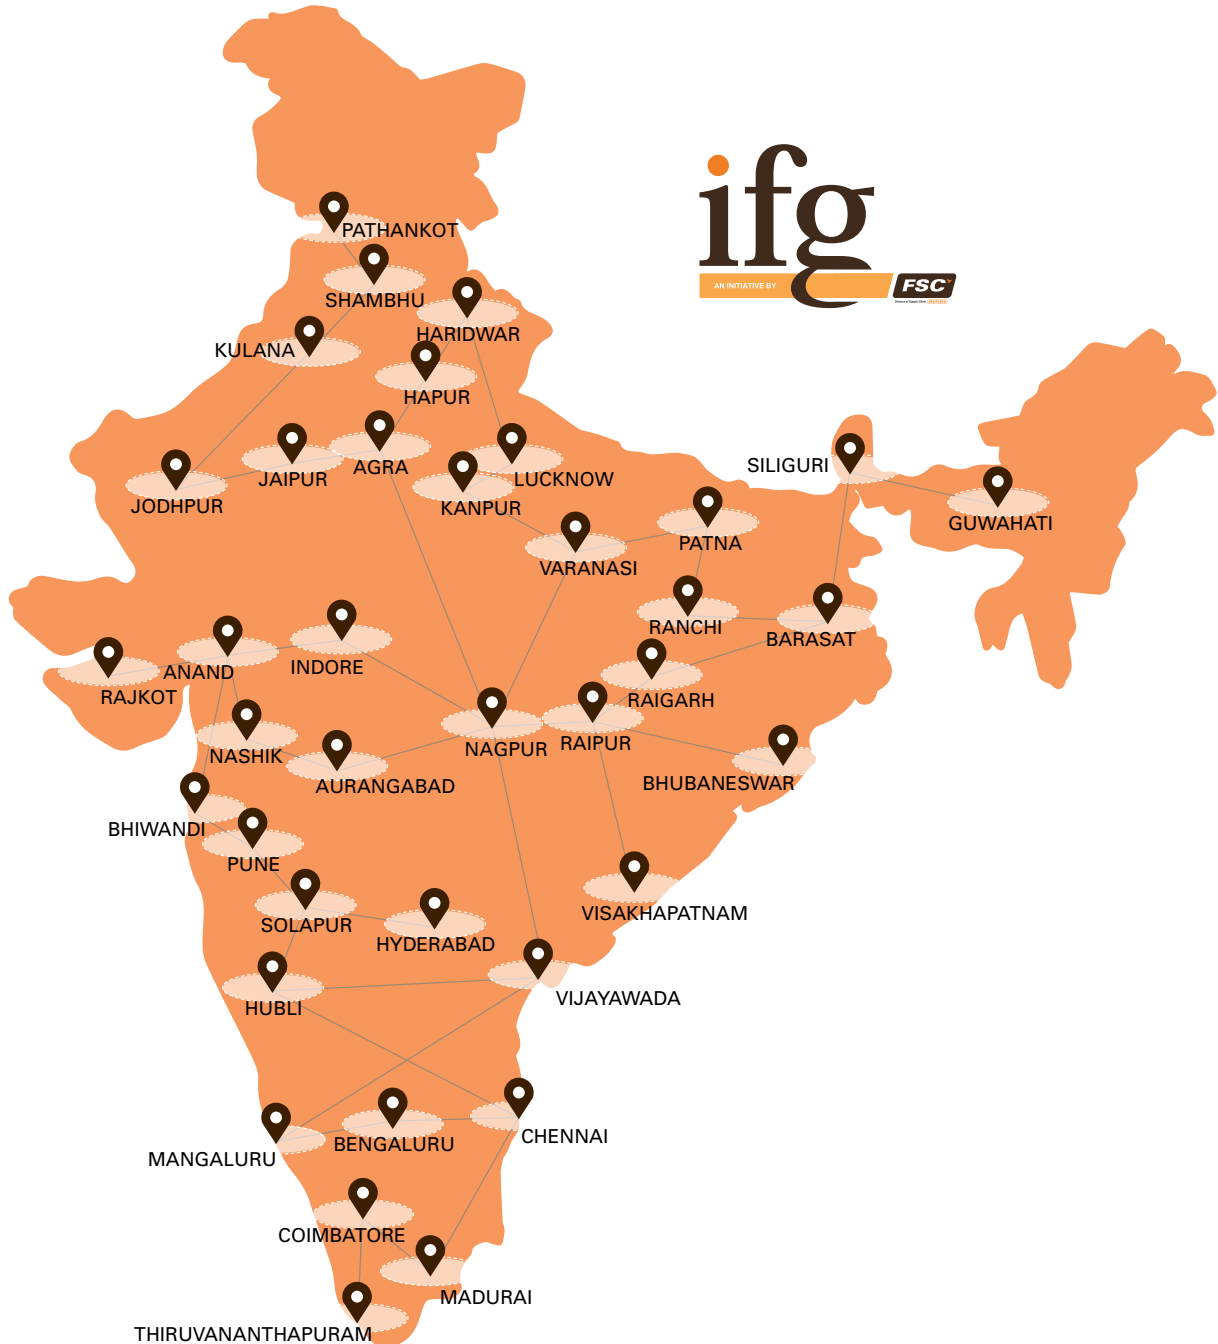 ifg
AN INITIATIVE BY
FSC
PATHANKOT
SHAMBHU
HARIDWAR
KULANA
HAPUR
AGRA
JAIPUR
JODHPUR
LUCKNOW
KANPUR
SILIGURI
GUWAHATI
PATNA
VARANASI
RANCHI
BARASAT
INDORE
ANAND
RAJKOT
RAIGARH
NAGPUR
RAIPUR
NASHIK
AURANGABAD
BHUBANESWAR
BHIWANDI
PUNE
SOLAPUR
HYDERABAD
VISAKHAPATNAM
HUBLI
VIJAYAWADA
CHENNAI
BENGALURU
MANGALURU
COIMBATORE
MADURAI
THIRUVANANTHAPURAM